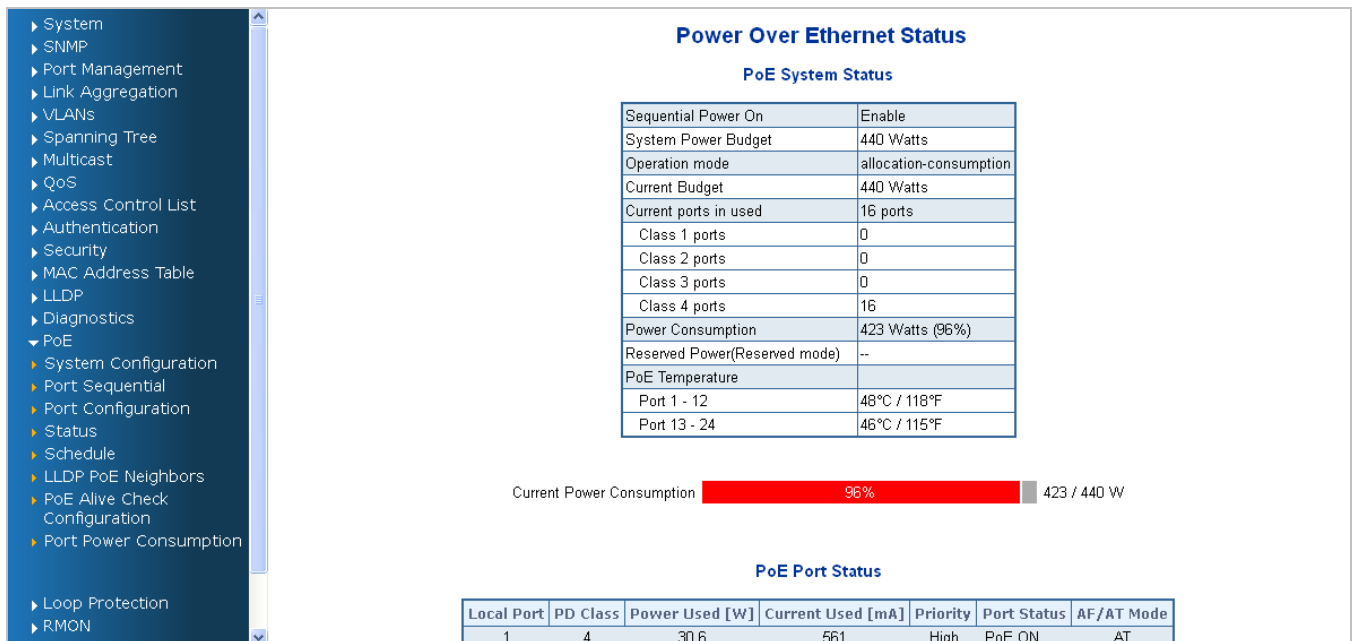 System
SNMP
Port Management
Link Aggregation
VLANs
Spanning Tree
Multicast
QoS
Access Control List
Authentication
Security
MAC Address Table
LLDP
Diagnostics
PoE
System Configuration
Port Sequential
Port Configuration
Status
Schedule
LLDP PoE Neighbors
PoE Alive Check
Configuration
Port Power Consumption
Loop Protection
RMON
Power Over Ethernet Status
PoE System Status
Sequential Power On Enable
System Power Budget 440 Watts
Operation mode allocation-consumption
Current Budget 440 Watts
Current ports in used 16 ports
Class 1 ports 0
Class 2 ports 0
Class 3 ports 0
Class 4 ports 16
Power Consumption 423 Watts (96%)
Reserved Power(Reserved mode) --
PoE Temperature
Port 1 - 12 48°C / 118°F
Port 13 - 24 46°C / 115°F
Current Power Consumption 96% 423 / 440 W
PoE Port Status
Local Port PD Class Power Used [W] Current Used [mA] Priority Port Status AF/AT Mode
1 4 30.6 561 High PoE ON AT